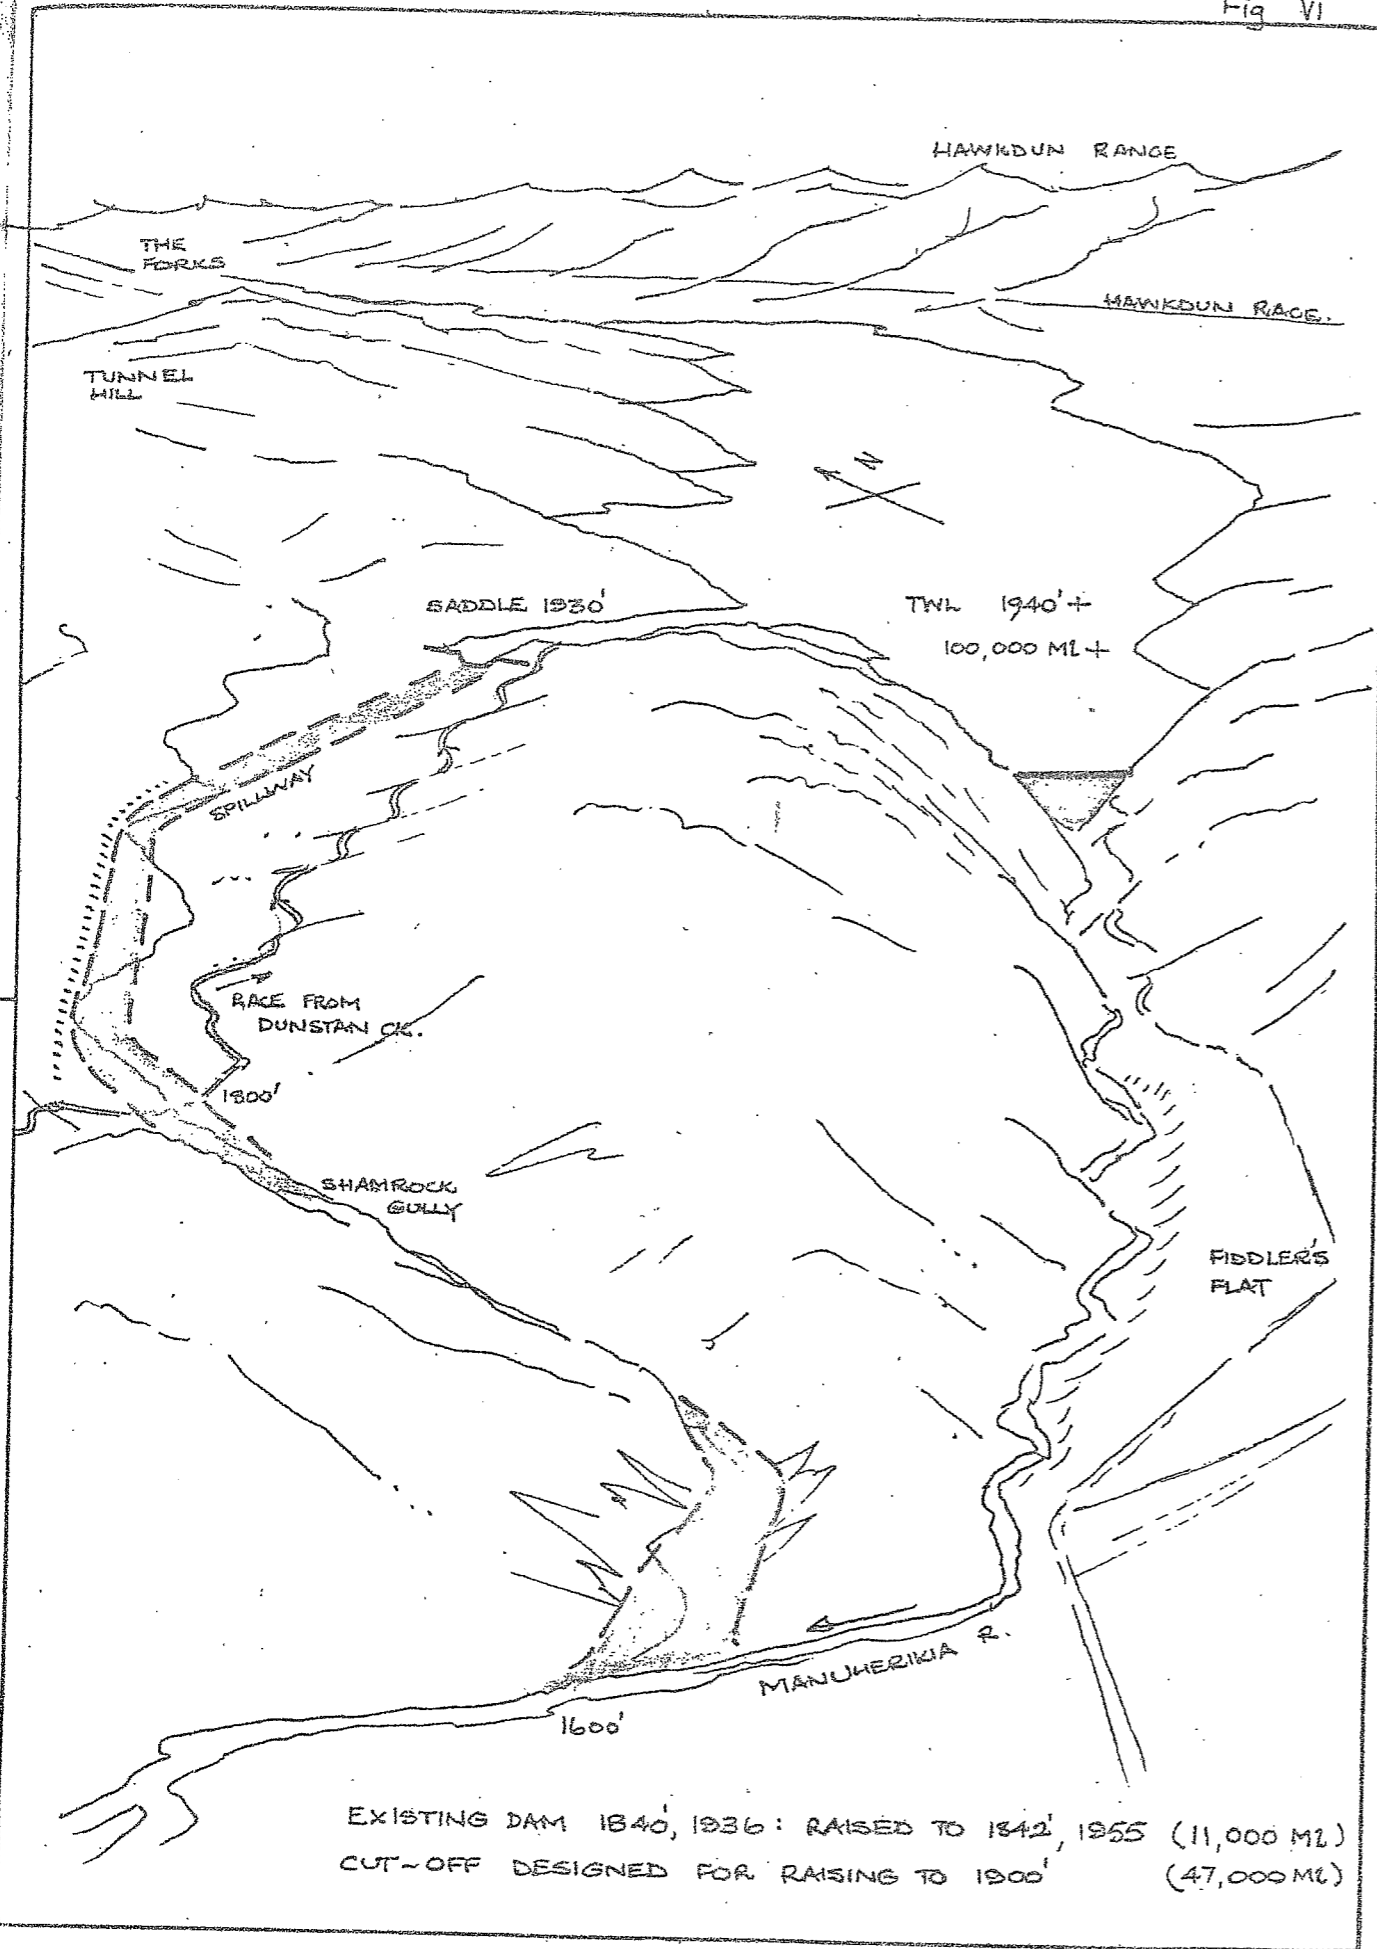 Fig VI
HAWKDUN RANGE
THE
FORKS
HAWKDUN RACE.
TUNNEL
HILL
N
SADDLE 1930'
TWL 1940'+
100,000 Ml+
SPILLWAY
RACE FROM
DUNSTAN CK.
1800'
SHAMROCK
GULLY
FIDDLER'S
FLAT
MANUHERIKIA R.
1600'
EXISTING DAM 1840', 1936: RAISED TO 1842', 1955 (11,000 Ml)
CUT-OFF DESIGNED FOR RAISING TO 1900' (47,000 Ml)